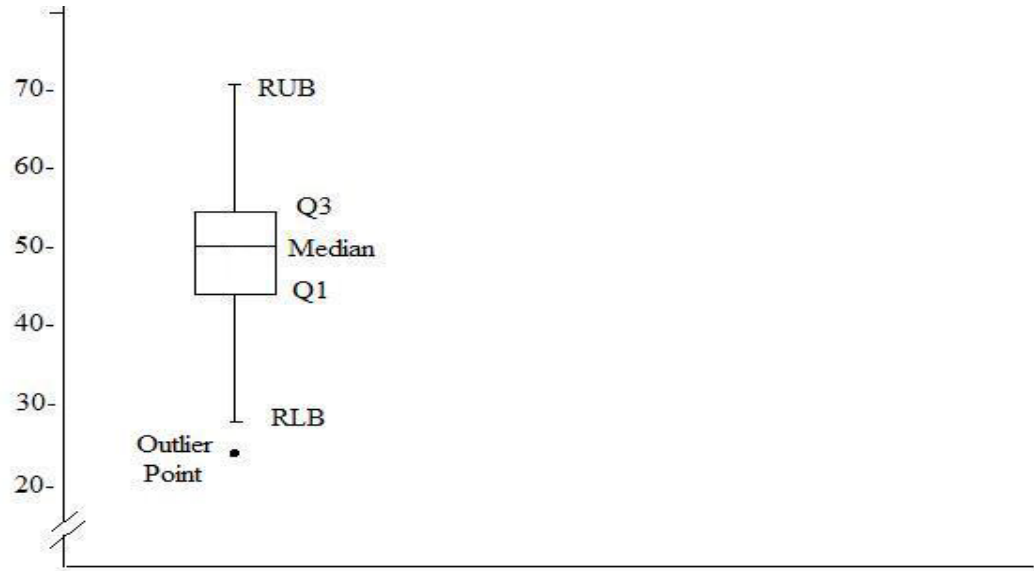 70-
RUB
60-
Q3
50-
Median
Q1
40-
30-
RLB
Outlier
Point
20-